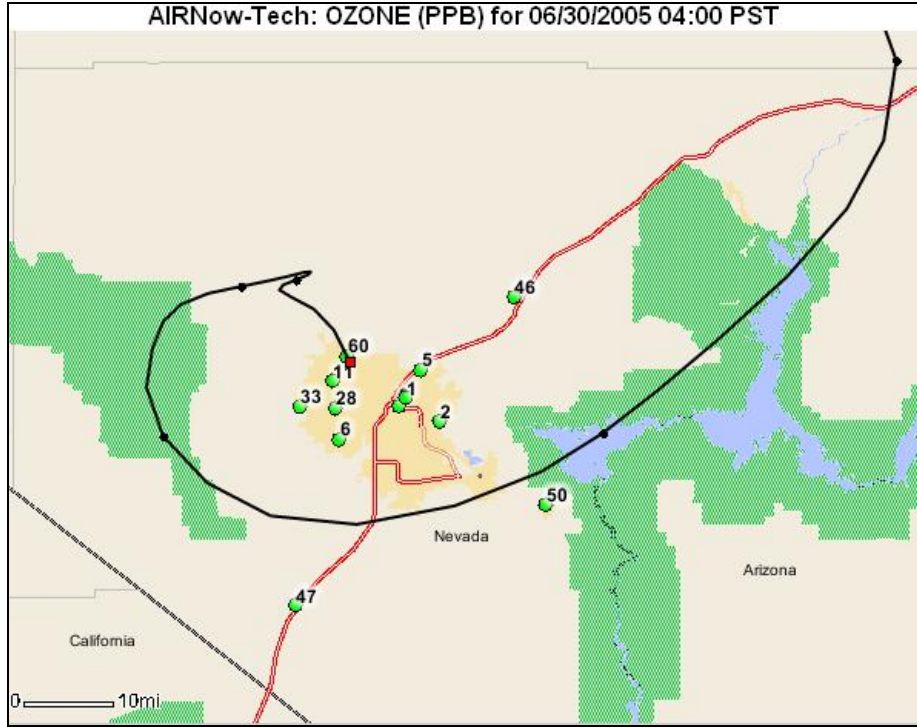 AIRNow-Tech: OZONE (PPB) for 06/30/2005 04:00 PST
46
60
5
11
1
33
28
2
6
50
Nevada
Arizona
47
California
0
10mi